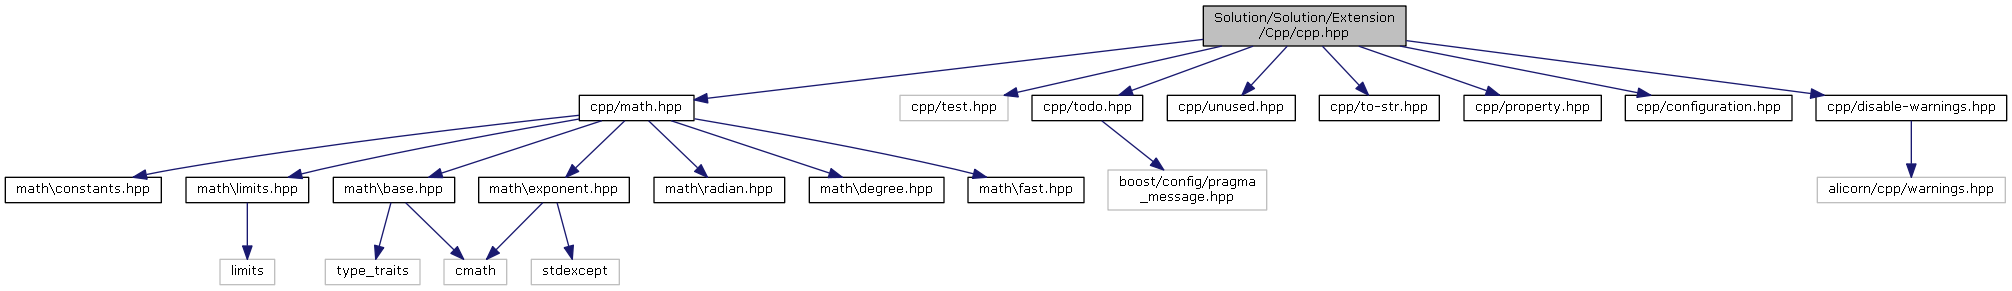 Solution/Solution/Extension
/Cpp/cpp.hpp
cpp/math.hpp
cpp/test.hpp
cpp/todo.hpp
cpp/unused.hpp
cpp/to-str.hpp
cpp/property.hpp
cpp/configuration.hpp
cpp/disable-warnings.hpp
math\constants.hpp
math\limits.hpp
math\base.hpp
math\exponent.hpp
math\radian.hpp
math\degree.hpp
math\fast.hpp
boost/config/pragma
_message.hpp
alicorn/cpp/warnings.hpp
limits
type_traits
cmath
stdexcept